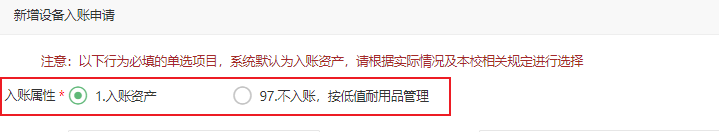 新增设备入账申请
注意：以下行为必填的单选项目，系统默认为入账资产，请根据实际情况及本校相关规定进行选择
入账属性 * 1.入账资产 97.不入账，按低值耐用品管理